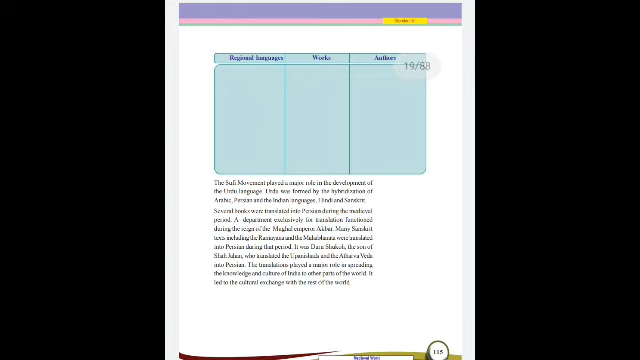 Standard IX
Regional languages Works Authors
19/88
The Sufi Movement played a major role in the development of
the Urdu language. Urdu was formed by the hybridization of
Arabic, Persian and the Indian languages, Hindi and Sanskrit.
Several books were translated into Persian during the medieval
period. A department exclusively for translation functioned
during the reign of the Mughal emperor Akbar. Many Sanskrit
texts including the Ramayana and the Mahabharata were translated
into Persian during that period. It was Dara Shukoh, the son of
Shah Jahan, who translated the Upanishads and the Atharva Veda
into Persian. The translations played a major role in spreading
the knowledge and culture of India to other parts of the world. It
led to the cultural exchange with the rest of the world.
115
Medieval World: